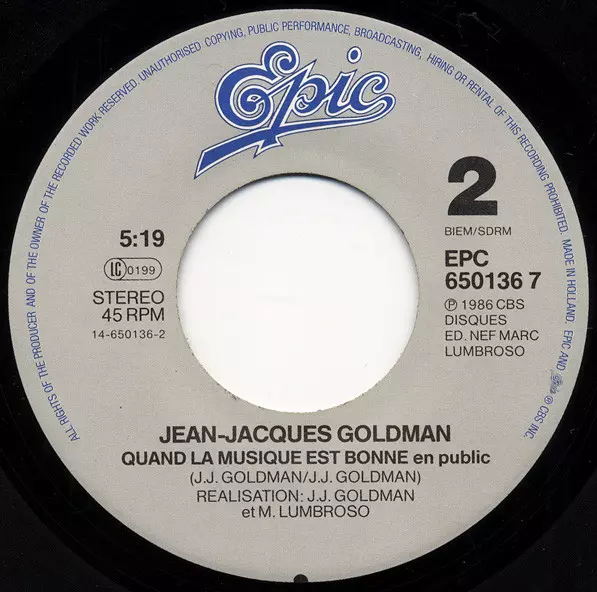 ALL RIGHTS OF THE PRODUCER AND OF THE OWNER OF THE RECORDED WORK RESERVED. UNAUTHORISED COPYING, PUBLIC PERFORMANCE, BROADCASTING, HIRING OR RENTAL OF THIS RECORDING PROHIBITED. MADE IN HOLLAND. EPIC AND Epic ® CBS INC.
Epic
2
BIEM/SDRM
5:19
LC 0199
STEREO
45 RPM
14-650136-2
EPC
650136 7
℗ 1986 CBS
DISQUES
ED. NEF MARC
LUMBROSO
JEAN-JACQUES GOLDMAN
QUAND LA MUSIQUE EST BONNE en public
(J.J. GOLDMAN/J.J. GOLDMAN)
REALISATION: J.J. GOLDMAN
et M. LUMBROSO